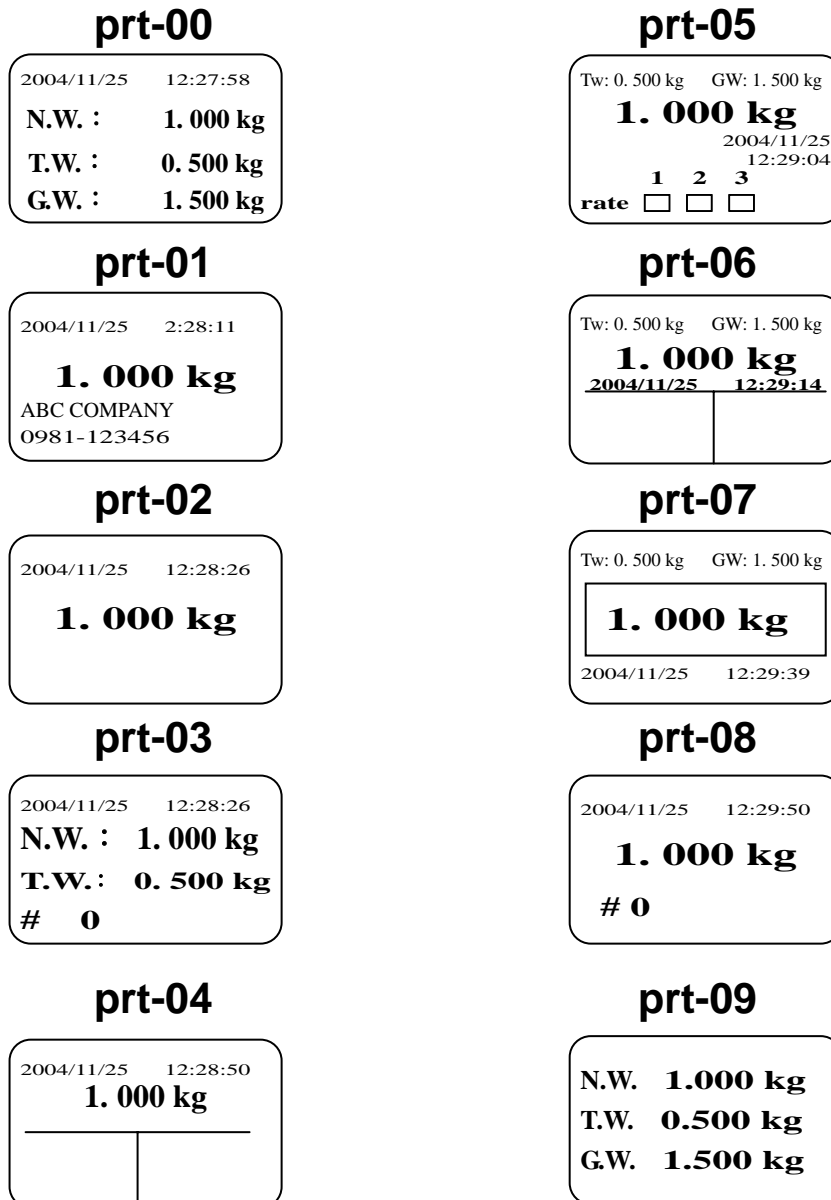 prt-00
2004/11/25 12:27:58
N.W. : 1. 000 kg
T.W. : 0. 500 kg
G.W. : 1. 500 kg
prt-01
2004/11/25 2:28:11
1. 000 kg
ABC COMPANY
0981-123456
prt-02
2004/11/25 12:28:26
1. 000 kg
prt-03
2004/11/25 12:28:26
N.W. : 1. 000 kg
T.W.: 0. 500 kg
# 0
prt-04
2004/11/25 12:28:50
1. 000 kg
prt-05
Tw: 0. 500 kg GW: 1. 500 kg
1. 000 kg
2004/11/25
12:29:04
1 2 3
rate
prt-06
Tw: 0. 500 kg GW: 1. 500 kg
1. 000 kg
2004/11/25 12:29:14
prt-07
Tw: 0. 500 kg GW: 1. 500 kg
1. 000 kg
2004/11/25 12:29:39
prt-08
2004/11/25 12:29:50
1. 000 kg
# 0
prt-09
N.W. 1.000 kg
T.W. 0.500 kg
G.W. 1.500 kg